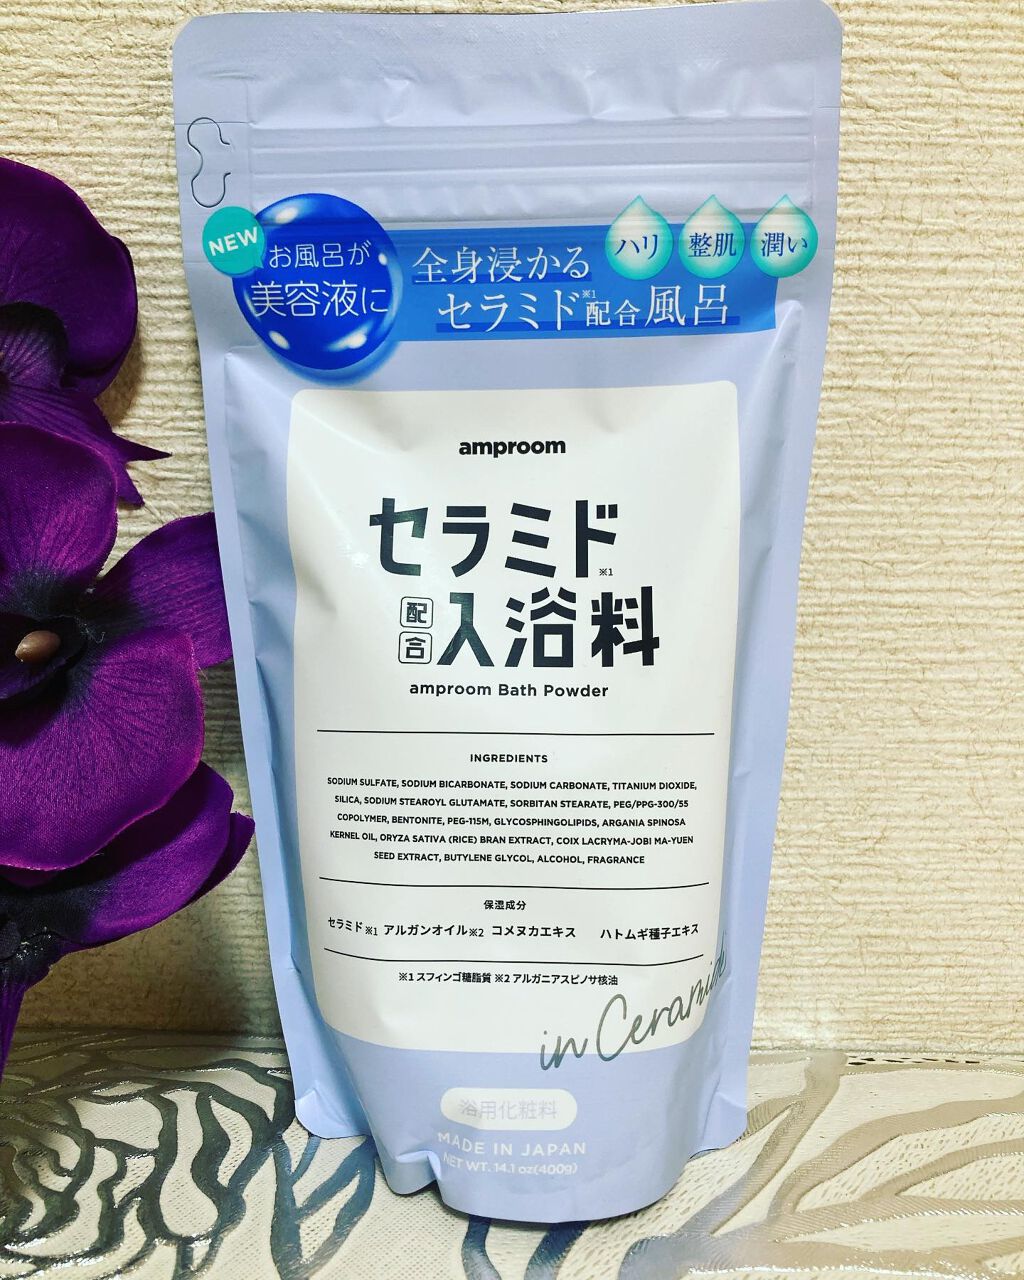 NEW
お風呂が
美容液に
全身浸かる
セラミド※1配合風呂
ハリ
整肌
潤い
amproom
セラミド※1
配合
入浴料
amproom Bath Powder
INGREDIENTS
SODIUM SULFATE, SODIUM BICARBONATE, SODIUM CARBONATE, TITANIUM DIOXIDE,
SILICA, SODIUM STEAROYL GLUTAMATE, SORBITAN STEARATE, PEG/PPG-300/55
COPOLYMER, BENTONITE, PEG-115M, GLYCOSPHINGOLIPIDS, ARGANIA SPINOSA
KERNEL OIL, ORYZA SATIVA (RICE) BRAN EXTRACT, COIX LACRYMA-JOBI MA-YUEN
SEED EXTRACT, BUTYLENE GLYCOL, ALCOHOL, FRAGRANCE
保湿成分
セラミド※1 アルガンオイル※2 コメヌカエキス ハトムギ種子エキス
※1 スフィンゴ糖脂質 ※2 アルガニアスピノサ核油
in Ceramide
浴用化粧料
MADE IN JAPAN
NET WT. 14.1 oz(400g)